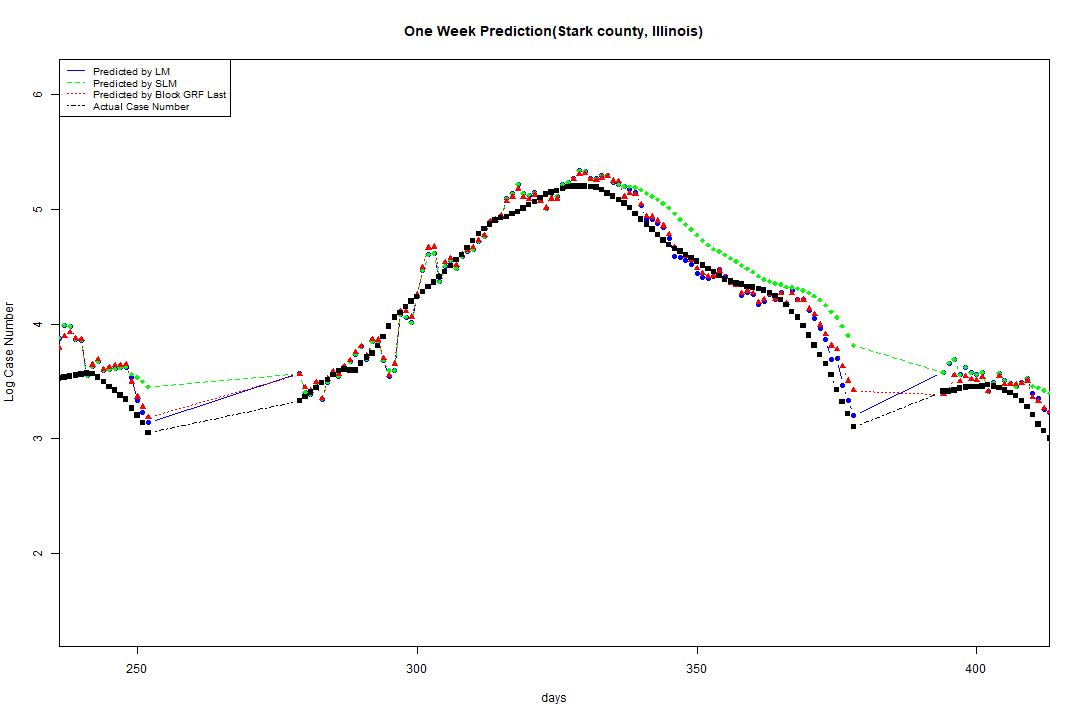 One Week Prediction(Stark county, Illinois)
Predicted by LM
Predicted by SLM
Predicted by Block GRF Last
Actual Case Number
6
5
4
3
2
Log Case Number
250 300 350 400
days